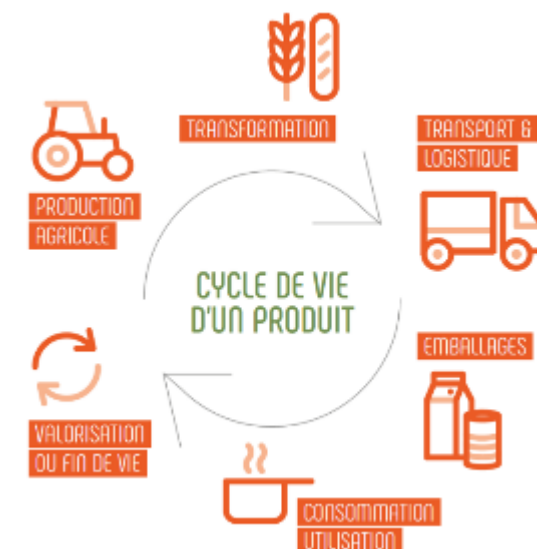 TRANSFORMATION
TRANSPORT &
LOGISTIQUE
PRODUCTION
AGRICOLE
CYCLE DE VIE
D'UN PRODUIT
EMBALLAGES
VALORISATION
OU FIN DE VIE
CONSOMMATION
UTILISATION